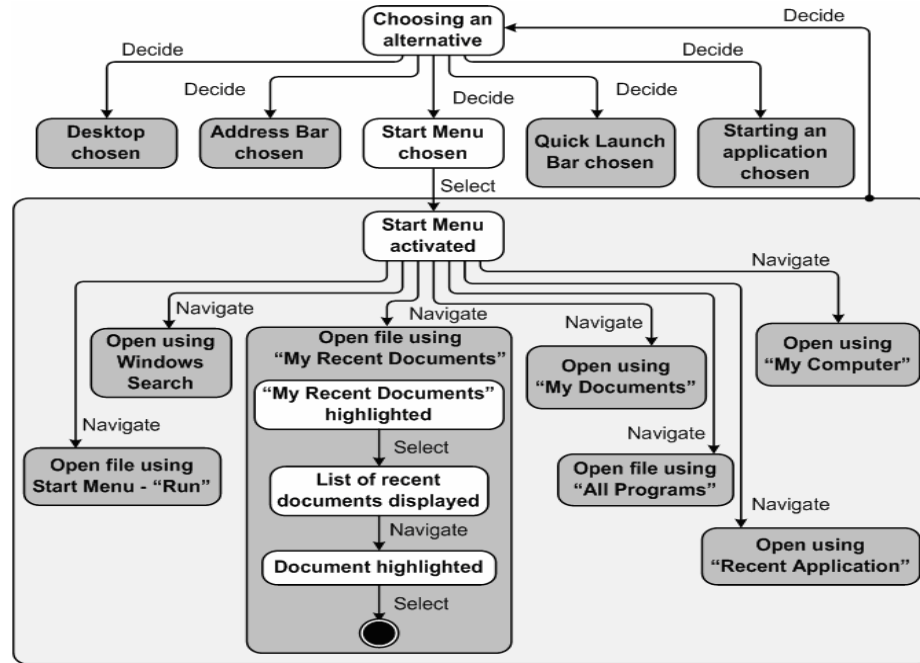 Choosing an
alternative
Decide
Decide
Decide
Decide
Decide
Decide
Desktop
chosen
Address Bar
chosen
Start Menu
chosen
Quick Launch
Bar chosen
Starting an
application
chosen
Select
Start Menu
activated
Navigate
Navigate
Navigate
Navigate
Open using
Windows
Search
Open file using
“My Recent Documents”
Open using
“My Documents”
Open using
“My Computer”
“My Recent Documents”
highlighted
Navigate
Select
Navigate
Open file using
Start Menu - “Run”
List of recent
documents displayed
Open file using
“All Programs”
Navigate
Navigate
Document highlighted
Open using
“Recent Application”
Select